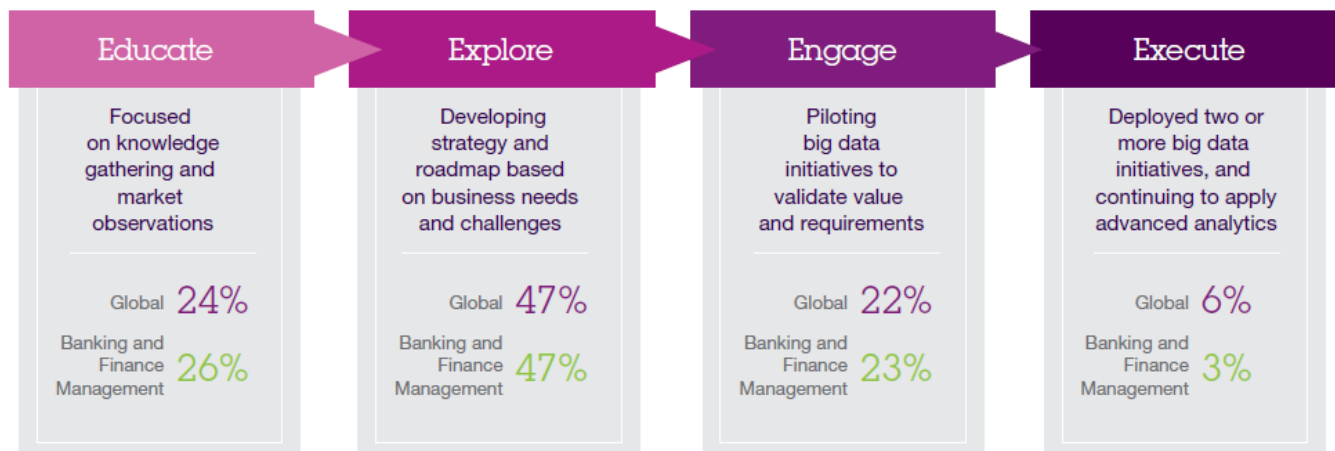 Educate
Focused
on knowledge
gathering and
market
observations
Global 24%
Banking and
Finance
Management 26%
Explore
Developing
strategy and
roadmap based
on business needs
and challenges
Global 47%
Banking and
Finance
Management 47%
Engage
Piloting
big data
initiatives to
validate value
and requirements
Global 22%
Banking and
Finance
Management 23%
Execute
Deployed two or
more big data
initiatives, and
continuing to apply
advanced analytics
Global 6%
Banking and
Finance
Management 3%